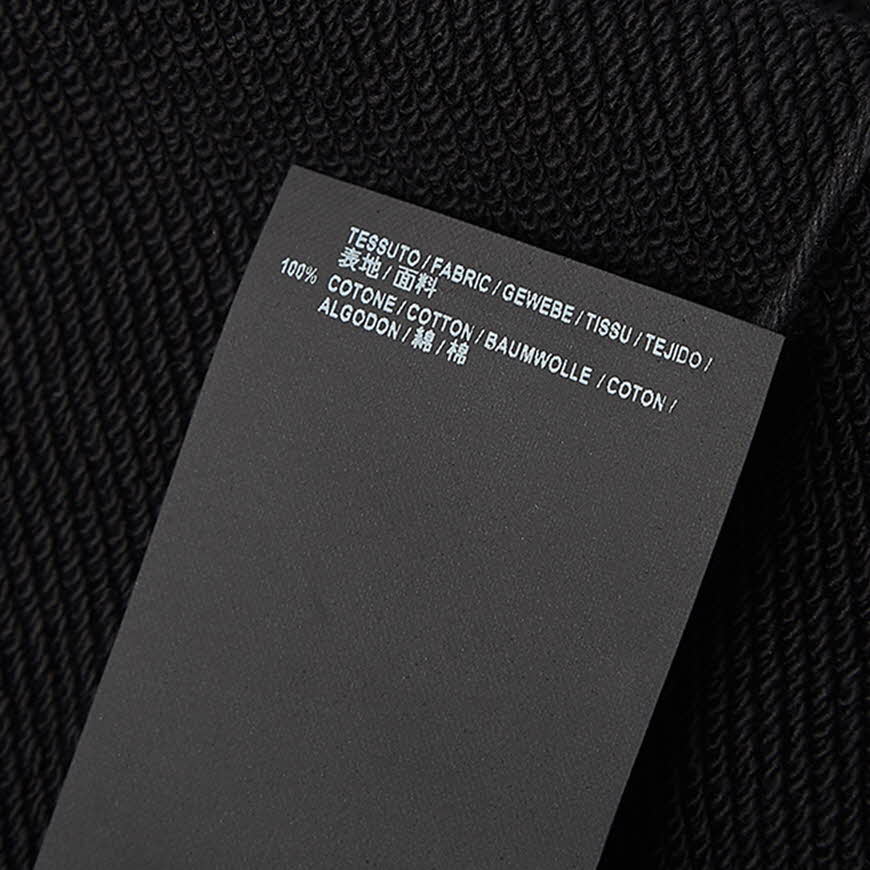 TESSUTO / FABRIC / GEWEBE / TISSU / TEJIDO /
表地 / 面料
100% COTONE / COTTON / BAUMWOLLE / COTON /
ALGODON / 綿 / 棉